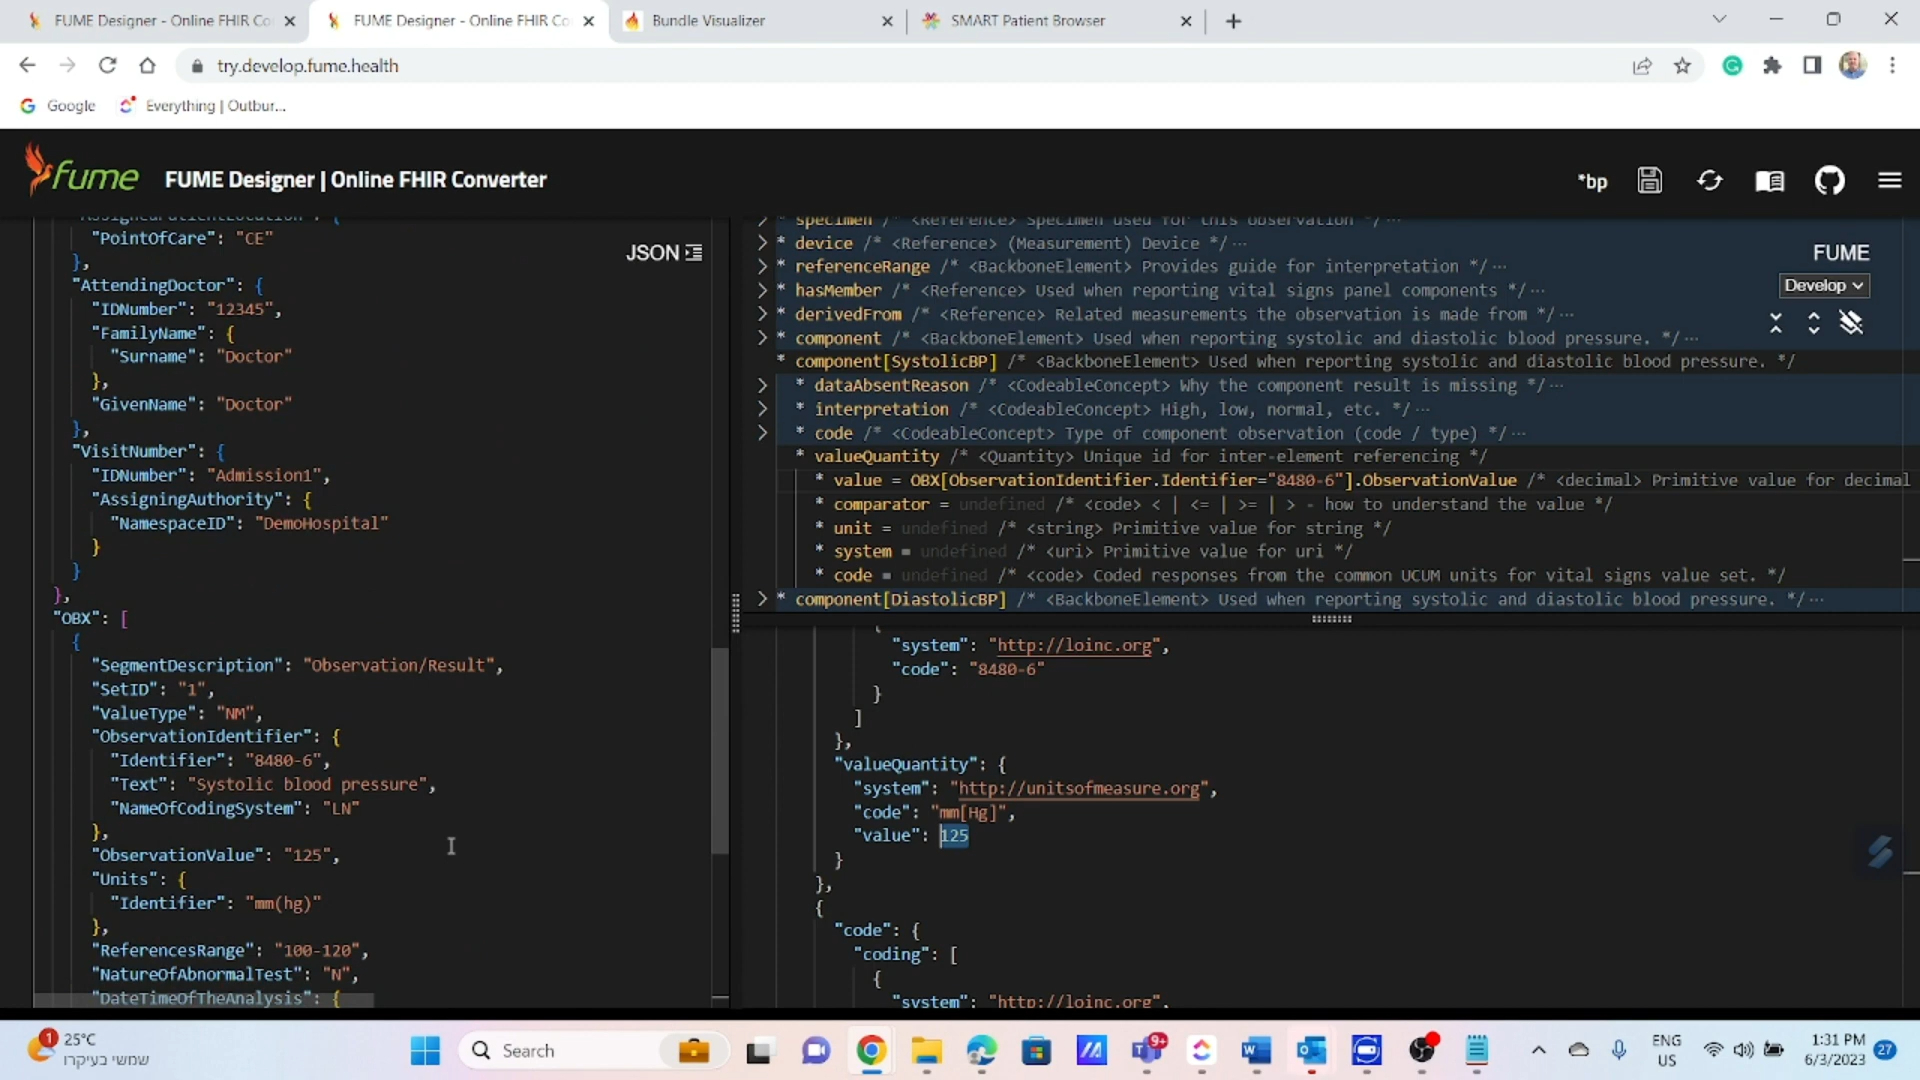 FUME Designer - Online FHIR Co
FUME Designer - Online FHIR Co
Bundle Visualizer
SMART Patient Browser
try.develop.fume.health
Google
Everything | Outbur...
fume
FUME Designer | Online FHIR Converter
*bp
"AssignedPatientLocation": {
"PointOfCare": "CE"
},
"AttendingDoctor": {
"IDNumber": "12345",
"FamilyName": {
"Surname": "Doctor"
},
"GivenName": "Doctor"
},
"VisitNumber": {
"IDNumber": "Admission1",
"AssigningAuthority": {
"NamespaceID": "DemoHospital"
}
}
},
"OBX": [
{
"SegmentDescription": "Observation/Result",
"SetID": "1",
"ValueType": "NM",
"ObservationIdentifier": {
"Identifier": "8480-6",
"Text": "Systolic blood pressure",
"NameOfCodingSystem": "LN"
},
"ObservationValue": "125",
"Units": {
"Identifier": "mm(hg)"
},
"ReferencesRange": "100-120",
"NatureOfAbnormalTest": "N",
"DateTimeOfTheAnalysis": {
JSON
* specimen /* <Reference> Specimen used for this observation */ ...
* device /* <Reference> (Measurement) Device */ ...
* referenceRange /* <BackboneElement> Provides guide for interpretation */ ...
* hasMember /* <Reference> Used when reporting vital signs panel components */ ...
* derivedFrom /* <Reference> Related measurements the observation is made from */ ...
* component /* <BackboneElement> Used when reporting systolic and diastolic blood pressure. */ ...
* component[SystolicBP] /* <BackboneElement> Used when reporting systolic and diastolic blood pressure. */
* dataAbsentReason /* <CodeableConcept> Why the component result is missing */ ...
* interpretation /* <CodeableConcept> High, low, normal, etc. */ ...
* code /* <CodeableConcept> Type of component observation (code / type) */ ...
* valueQuantity /* <Quantity> Unique id for inter-element referencing */
* value = OBX[ObservationIdentifier.Identifier="8480-6"].ObservationValue /* <decimal> Primitive value for decimal
* comparator = undefined /* <code> < | <= | >= | > - how to understand the value */
* unit = undefined /* <string> Primitive value for string */
* system = undefined /* <uri> Primitive value for uri */
* code = undefined /* <code> Coded responses from the common UCUM units for vital signs value set. */
* component[DiastolicBP] /* <BackboneElement> Used when reporting systolic and diastolic blood pressure. */ ...
FUME
Develop
{
"system": "http://loinc.org",
"code": "8480-6"
}
]
},
"valueQuantity": {
"system": "http://unitsofmeasure.org",
"code": "mm[Hg]",
"value": 125
}
},
{
"code": {
"coding": [
{
"system": "http://loinc.org",
1
25°C
שמשי בעיקרו
Search
9+
ENG
US
1:31 PM
6/3/2023
27